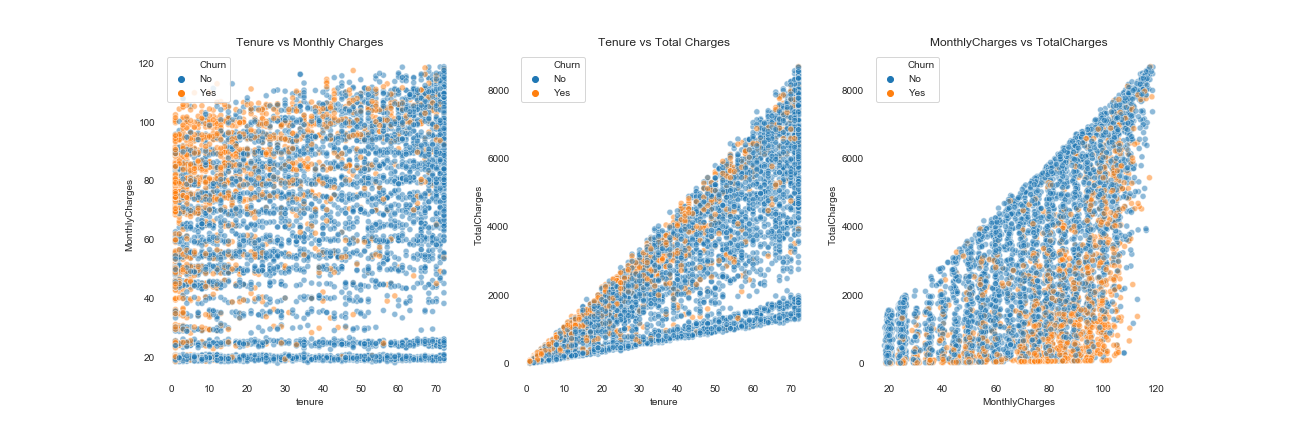 Tenure vs Monthly Charges
Churn
No
Yes
120
100
80
60
40
20
MonthlyCharges
0 10 20 30 40 50 60 70
tenure
Tenure vs Total Charges
Churn
No
Yes
8000
6000
4000
2000
0
TotalCharges
0 10 20 30 40 50 60 70
tenure
MonthlyCharges vs TotalCharges
Churn
No
Yes
8000
6000
4000
2000
0
TotalCharges
20 40 60 80 100 120
MonthlyCharges